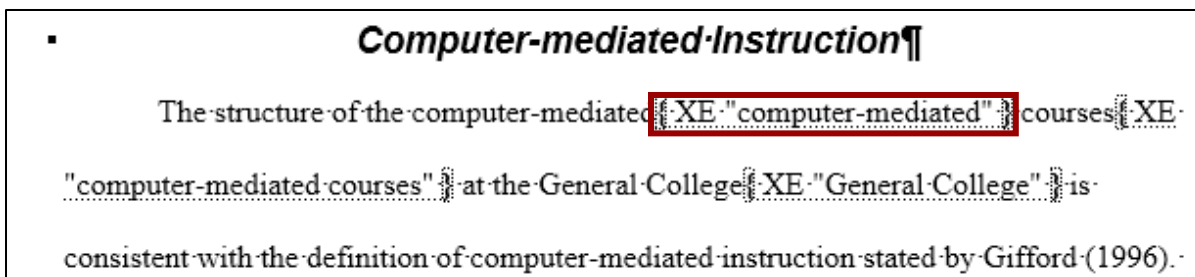 ▪ Computer-mediated·Instruction¶
The·structure·of·the·computer-mediated{·XE·"computer-mediated"·}·courses{·XE·
"computer-mediated·courses"·}·at·the·General·College{·XE·"General·College"·}·is·
consistent·with·the·definition·of·computer-mediated·instruction·stated·by·Gifford·(1996).·